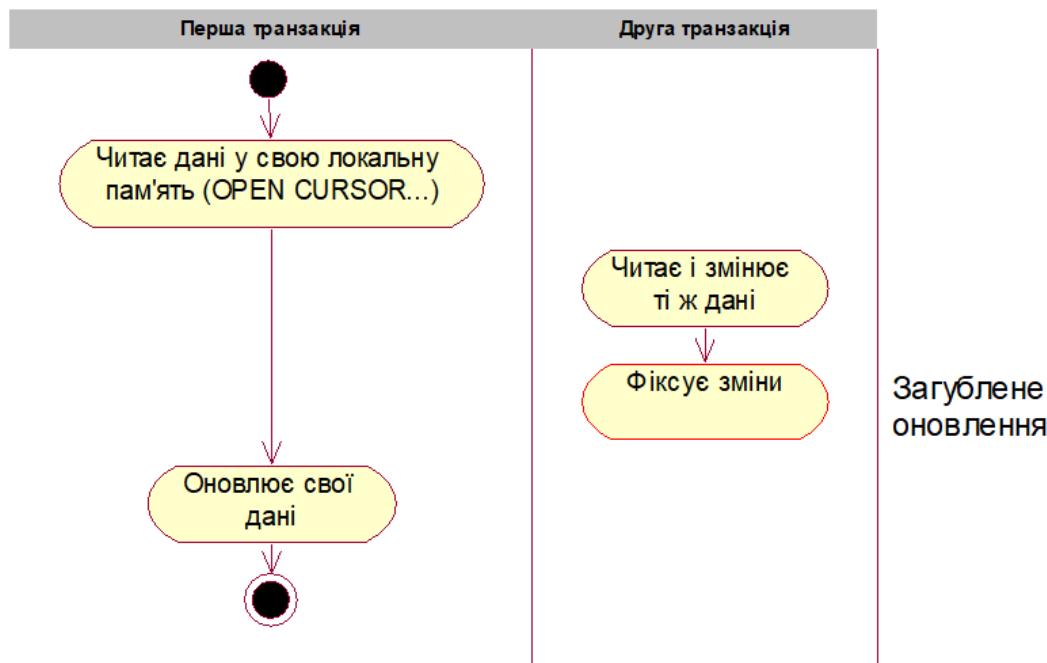 Перша транзакція
Друга транзакція
Читає дані у свою локальну
пам'ять (OPEN CURSOR...)
Читає і змінює
ті ж дані
Фіксує зміни
Загублене
оновлення
Оновлює свої
дані